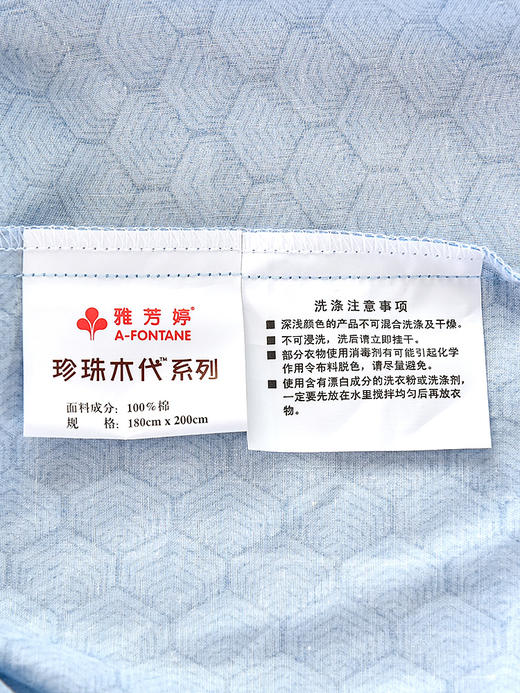 雅芳婷®
A-FONTANE
珍珠木代™系列
面料成分：100%棉
规　　格：180cm x 200cm
洗涤注意事项
■ 深浅颜色的产品不可混合洗涤及干燥。
■ 不可浸洗，洗后请立即挂干。
■ 部分衣物使用消毒剂有可能引起化学
作用令布料脱色，请尽量避免。
■ 使用含有漂白成分的洗衣粉或洗涤剂，
一定要先放在水里搅拌均匀后再放衣
物。